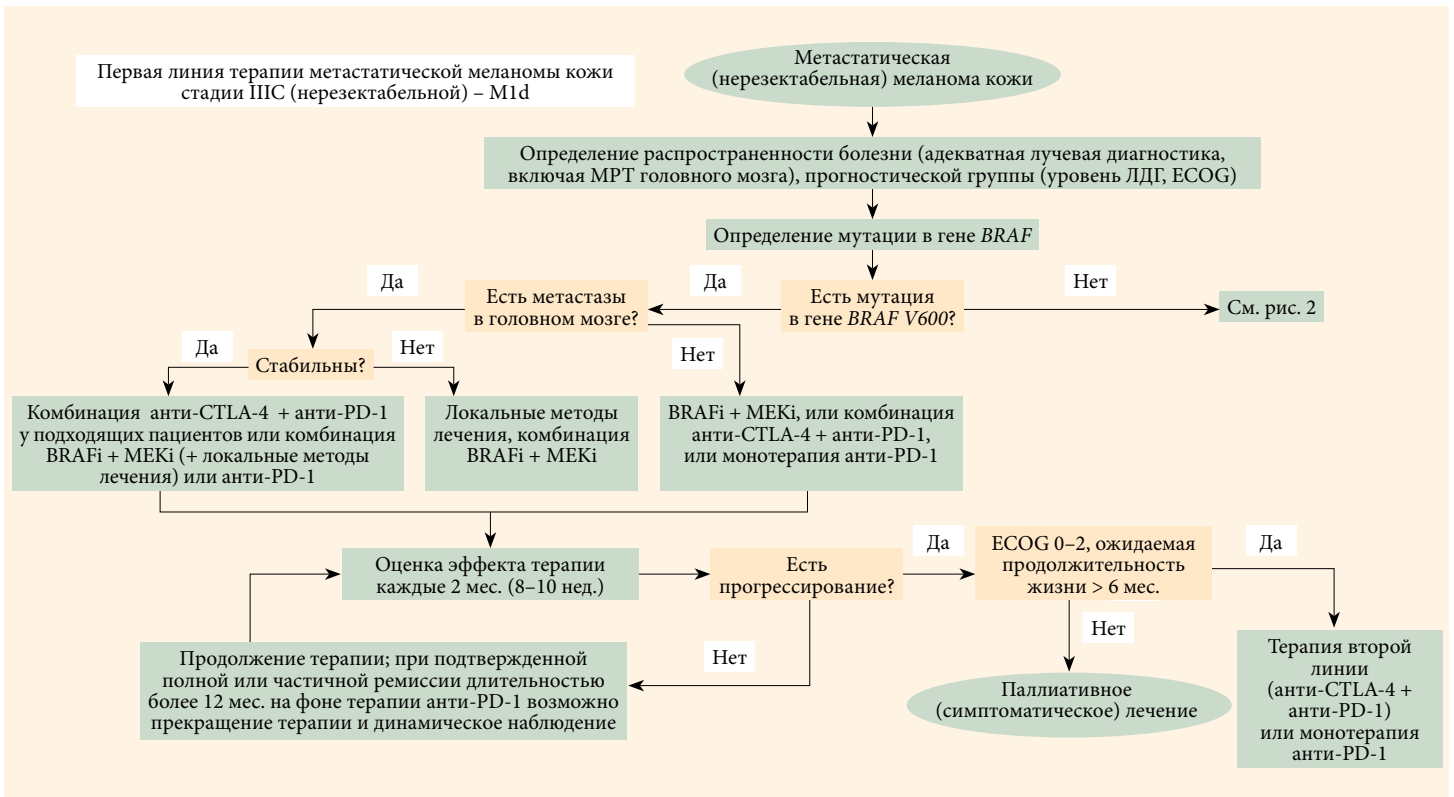 Первая линия терапии метастатической меланомы кожи
стадии IIIC (нерезектабельной) – M1d
Метастатическая
(нерезектабельная) меланома кожи
Определение распространенности болезни (адекватная лучевая диагностика,
включая МРТ головного мозга), прогностической группы (уровень ЛДГ, ECOG)
Определение мутации в гене BRAF
Да
Есть метастазы
в головном мозге?
Да
Есть мутация
в гене BRAF V600?
Нет
См. рис. 2
Да
Стабильны?
Нет
Нет
Комбинация анти-CTLA-4 + анти-PD-1
у подходящих пациентов или комбинация
BRAFi + MEKi (+ локальные методы
лечения) или анти-PD-1
Локальные методы
лечения, комбинация
BRAFi + MEKi
BRAFi + MEKi, или комбинация
анти-CTLA-4 + анти-PD-1,
или монотерапия анти-PD-1
Оценка эффекта терапии
каждые 2 мес. (8–10 нед.)
Есть
прогрессирование?
Да
ECOG 0–2, ожидаемая
продолжительность
жизни > 6 мес.
Да
Нет
Нет
Продолжение терапии; при подтвержденной
полной или частичной ремиссии длительностью
более 12 мес. на фоне терапии анти-PD-1 возможно
прекращение терапии и динамическое наблюдение
Паллиативное
(симптоматическое) лечение
Терапия второй
линии
(анти-CTLA-4 +
анти-PD-1)
или монотерапия
анти-PD-1